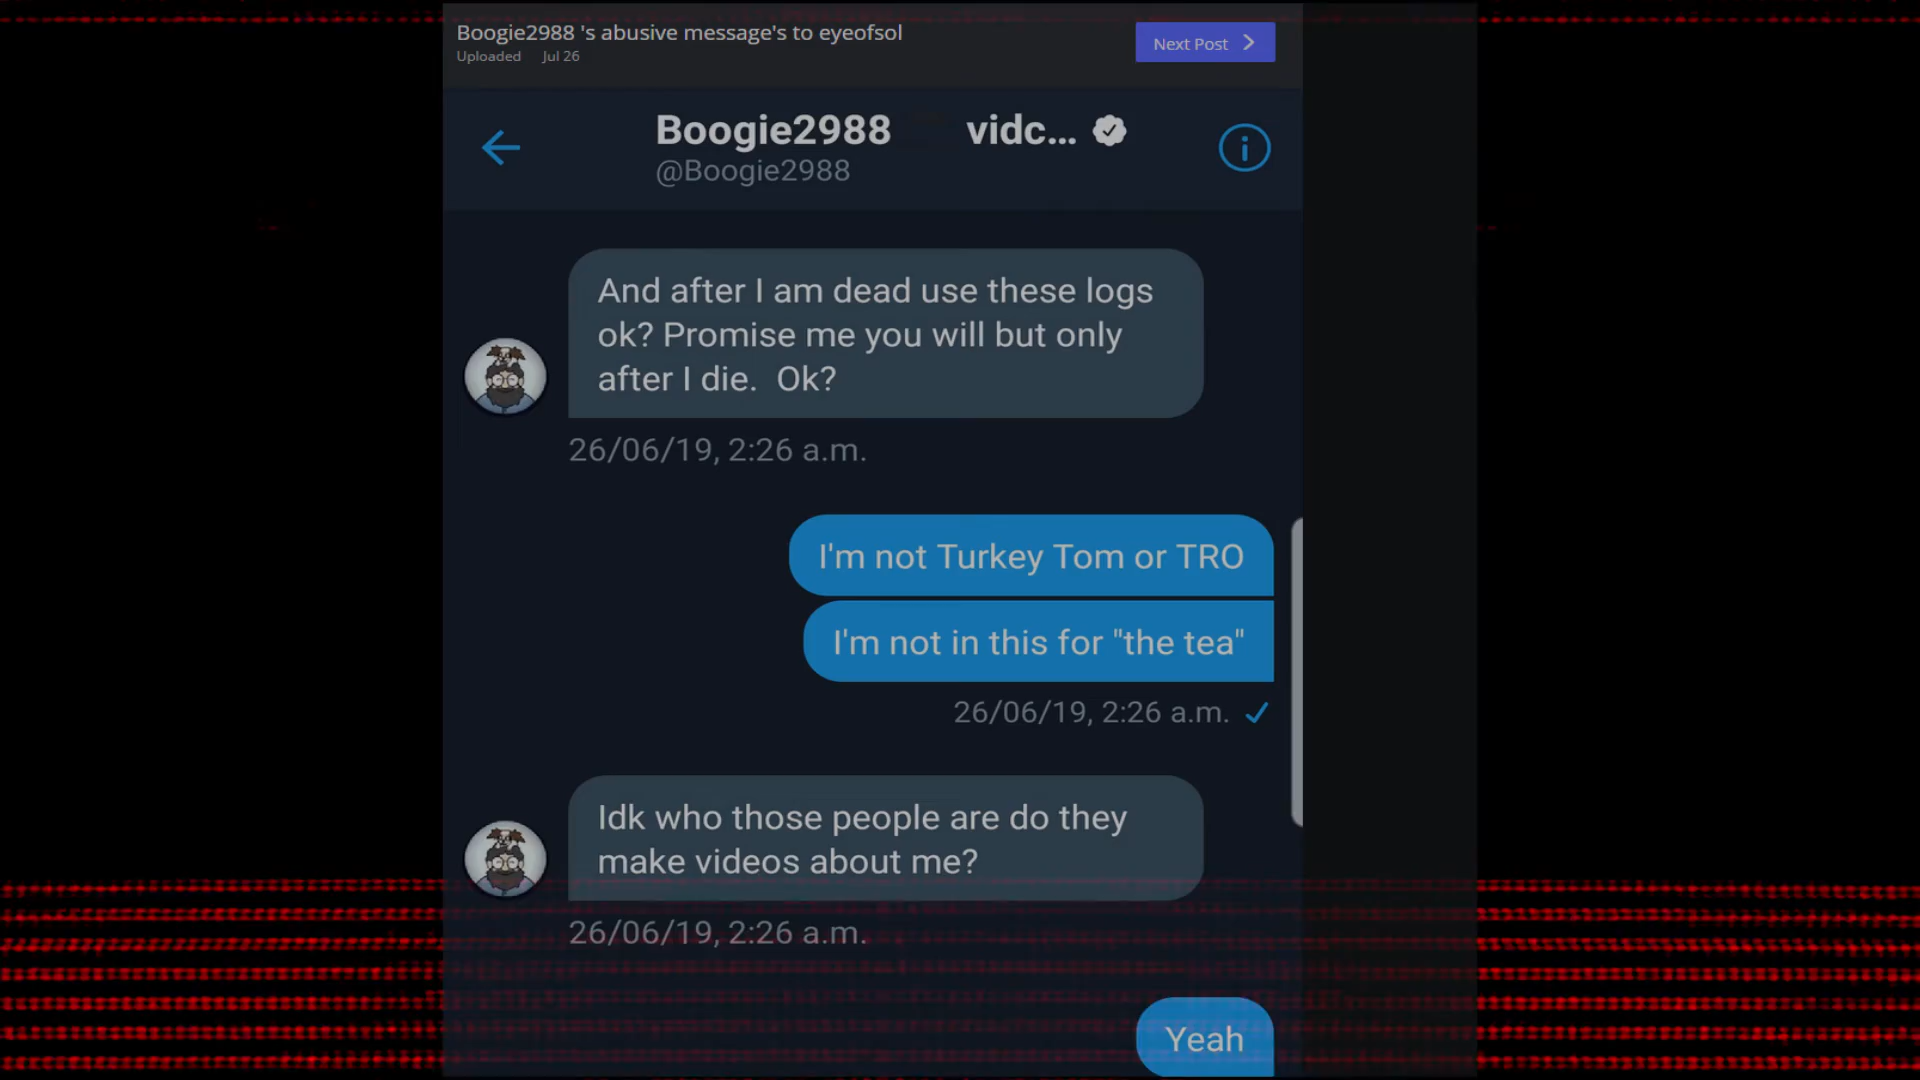 Boogie2988 's abusive message's to eyeofsol
Uploaded Jul 26
Next Post
Boogie2988 vidc...
@Boogie2988
And after I am dead use these logs
ok? Promise me you will but only
after I die. Ok?
26/06/19, 2:26 a.m.
I'm not Turkey Tom or TRO
I'm not in this for "the tea"
26/06/19, 2:26 a.m.
Idk who those people are do they
make videos about me?
26/06/19, 2:26 a.m.
Yeah